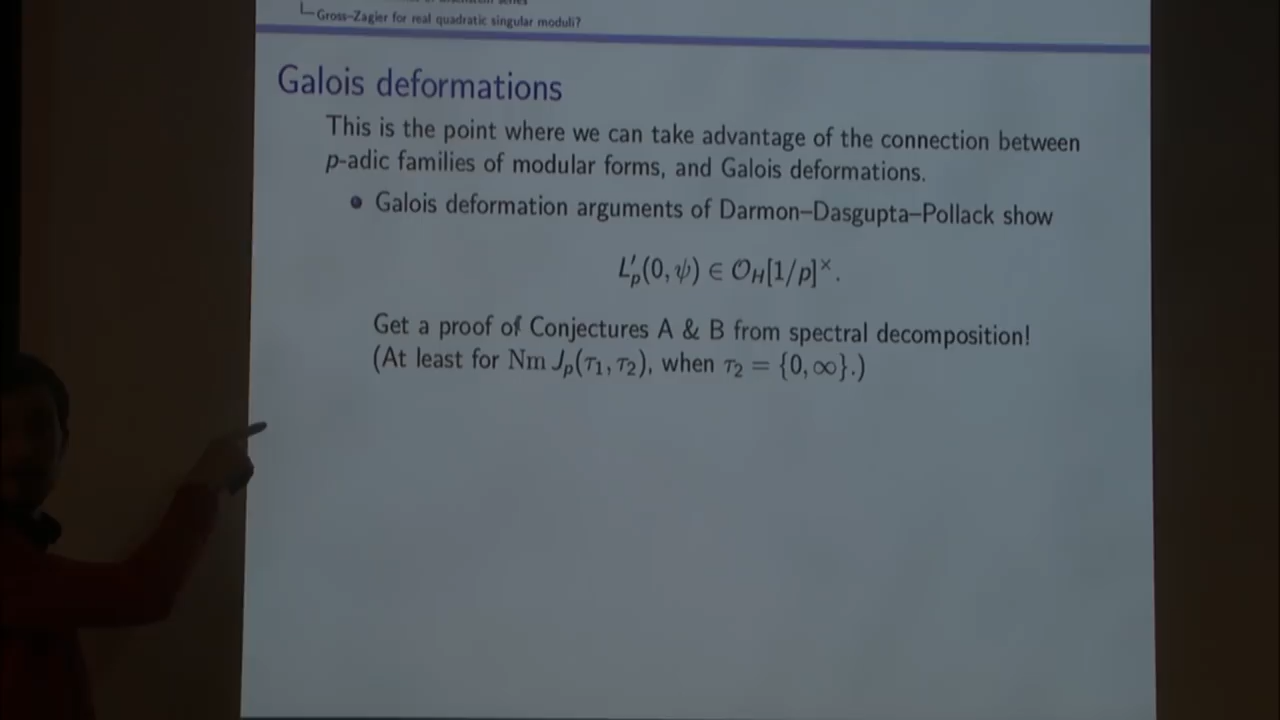 Gross–Zagier for real quadratic singular moduli?
Galois deformations
This is the point where we can take advantage of the connection between
p-adic families of modular forms, and Galois deformations.
• Galois deformation arguments of Darmon–Dasgupta–Pollack show
L′ₚ(0, ψ) ∈ 𝒪_H[1/p]^×.
Get a proof of Conjectures A & B from spectral decomposition!
(At least for Nm Jₚ(τ₁, τ₂), when τ₂ = {0, ∞}.)